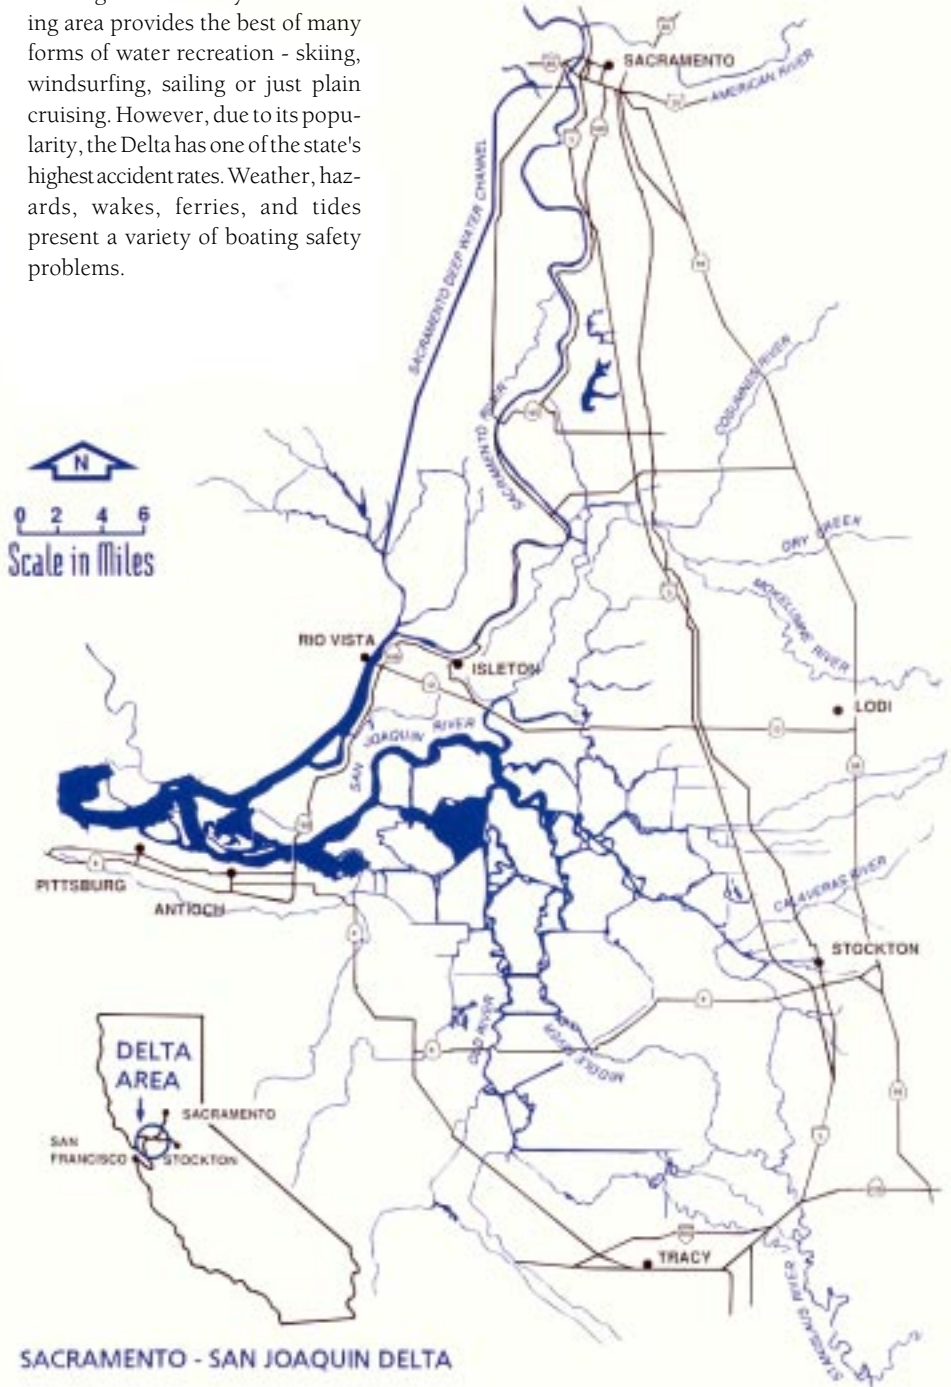 ing area provides the best of many
forms of water recreation - skiing,
windsurfing, sailing or just plain
cruising. However, due to its popu-
larity, the Delta has one of the state's
highest accident rates. Weather, haz-
ards, wakes, ferries, and tides
present a variety of boating safety
problems.
SACRAMENTO
AMERICAN RIVER
SACRAMENTO DEEP WATER CHANNEL
COSUMNES RIVER
SACRAMENTO RIVER
N
0 2 4 6
Scale in Miles
DRY CREEK
MOKELUMNE RIVER
RIO VISTA
ISLETON
LODI
SAN JOAQUIN RIVER
PITTSBURG
ANTIOCH
CALAVERAS RIVER
STOCKTON
OLD RIVER
MIDDLE RIVER
DELTA
AREA
SACRAMENTO
SAN
FRANCISCO
STOCKTON
TRACY
STANISLAUS RIVER
SACRAMENTO - SAN JOAQUIN DELTA